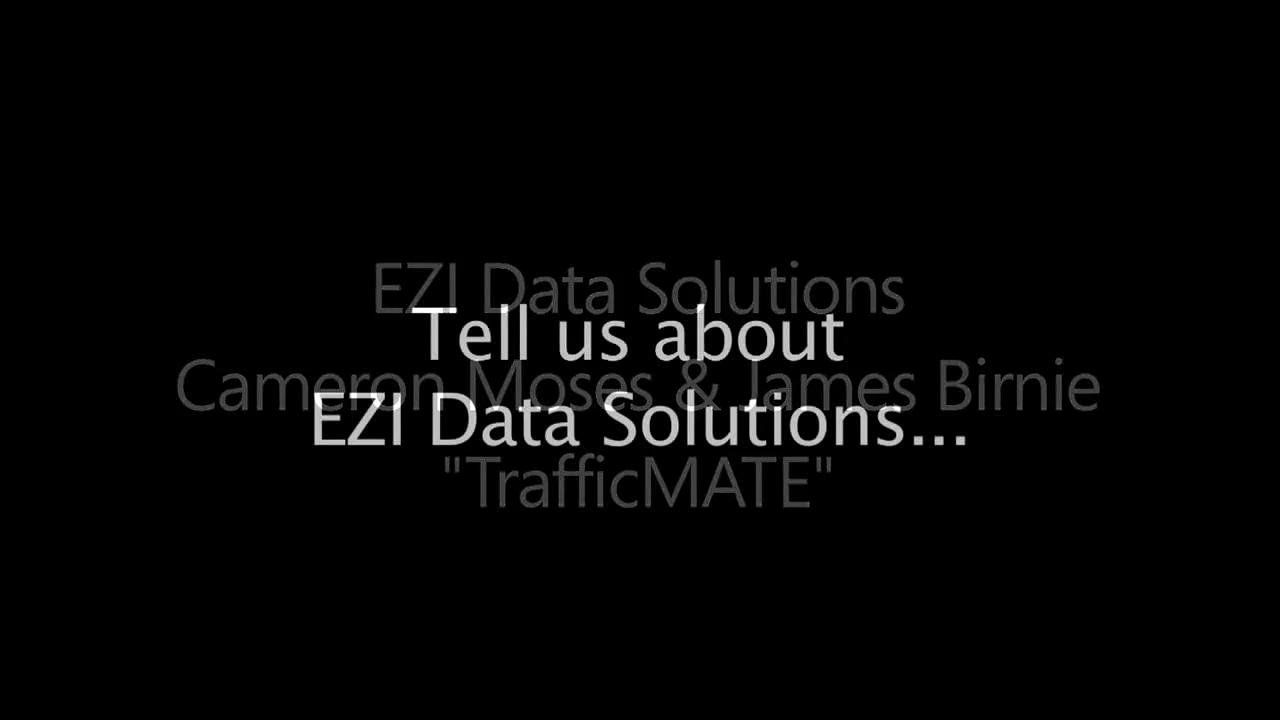 EZI Data Solutions
Tell us about
Cameron Moses & James Birnie
EZI Data Solutions...
"TrafficMATE"